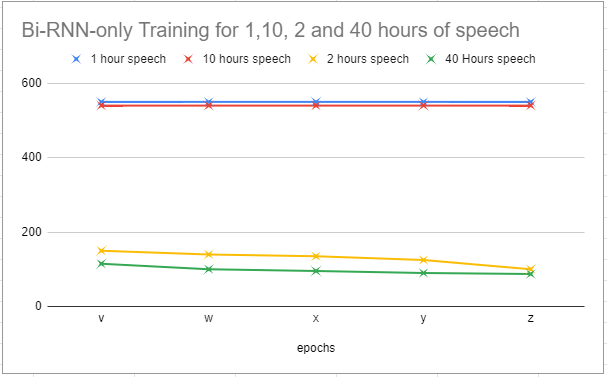 Bi-RNN-only Training for 1,10, 2 and 40 hours of speech
1 hour speech 10 hours speech 2 hours speech 40 Hours speech
600
400
200
0
v w x y z
epochs